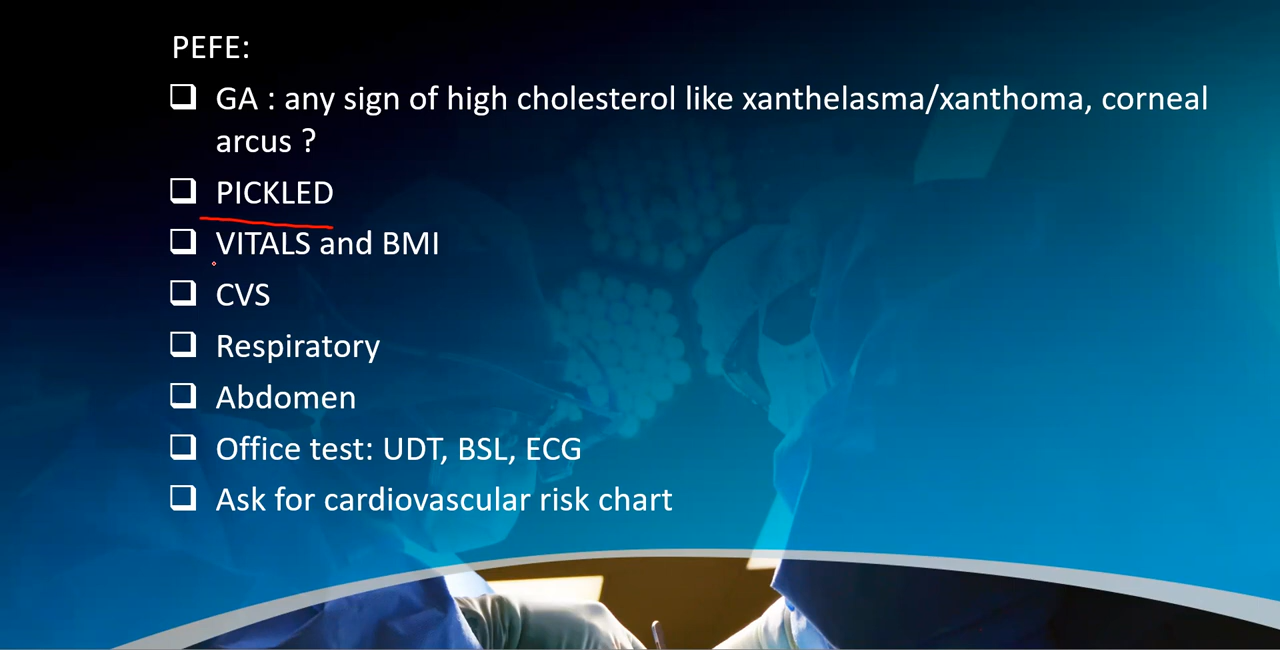 PEFE:
GA : any sign of high cholesterol like xanthelasma/xanthoma, corneal
arcus ?
PICKLED
VITALS and BMI
CVS
Respiratory
Abdomen
Office test: UDT, BSL, ECG
Ask for cardiovascular risk chart